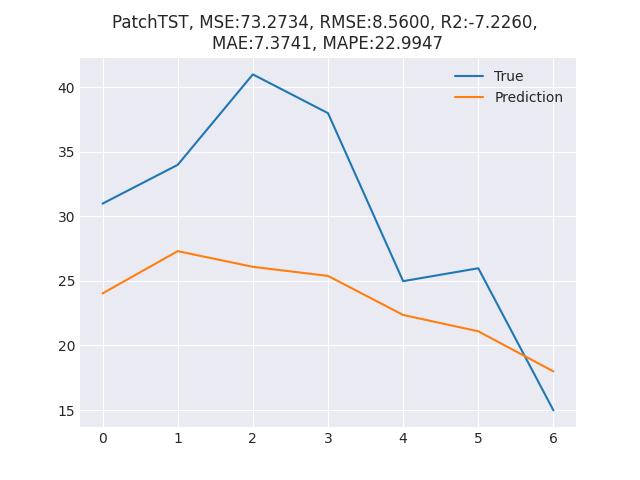 PatchTST, MSE:73.2734, RMSE:8.5600, R2:-7.2260,
MAE:7.3741, MAPE:22.9947
True
Prediction
40
35
30
25
20
15
0 1 2 3 4 5 6